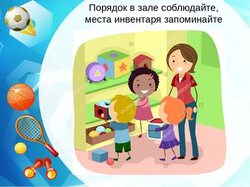 Порядок в зале соблюдайте,
места инвентаря запоминайте